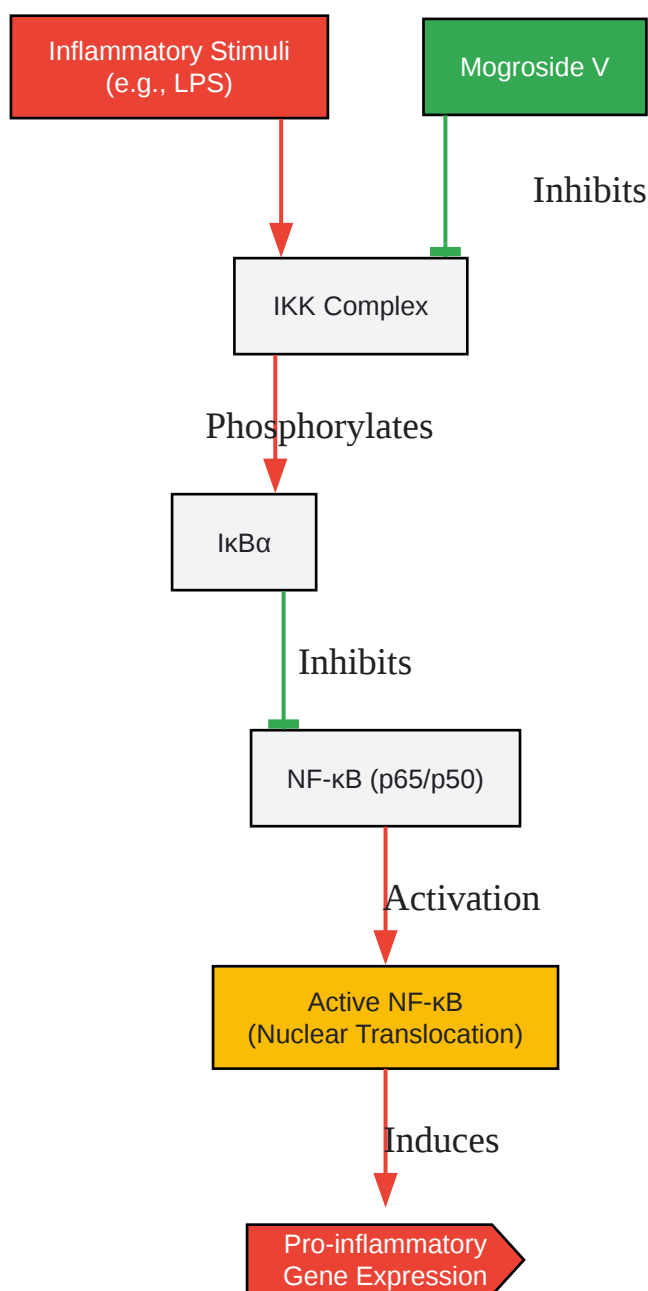 Inflammatory Stimuli
(e.g., LPS)
Mogroside V
Inhibits
IKK Complex
Phosphorylates
IκBα
Inhibits
NF-κB (p65/p50)
Activation
Active NF-κB
(Nuclear Translocation)
Induces
Pro-inflammatory
Gene Expression